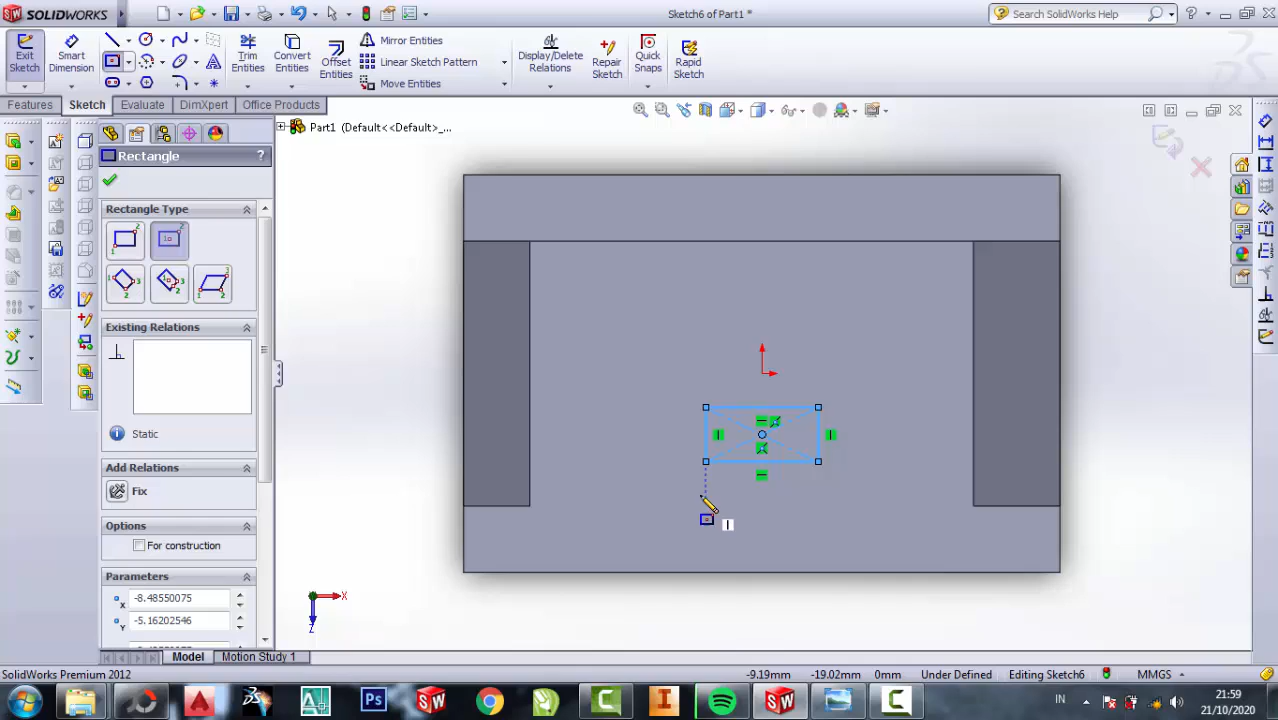 SOLIDWORKS
Sketch6 of Part1 *
Search SolidWorks Help
Exit Sketch
Smart Dimension
Trim Entities
Convert Entities
Offset Entities
Mirror Entities
Linear Sketch Pattern
Move Entities
Display/Delete Relations
Repair Sketch
Quick Snaps
Rapid Sketch
Features
Sketch
Evaluate
DimXpert
Office Products
Part1 (Default<<Default>_...
Rectangle
?
Rectangle Type
Existing Relations
Static
Add Relations
Fix
Options
For construction
Parameters
X
-8.48550075
Y
-5.16202546
X
Z
Model
Motion Study 1
SolidWorks Premium 2012
-9.19mm
-19.02mm
0mm
Under Defined
Editing Sketch6
MMGS
IN
21:59
21/10/2020